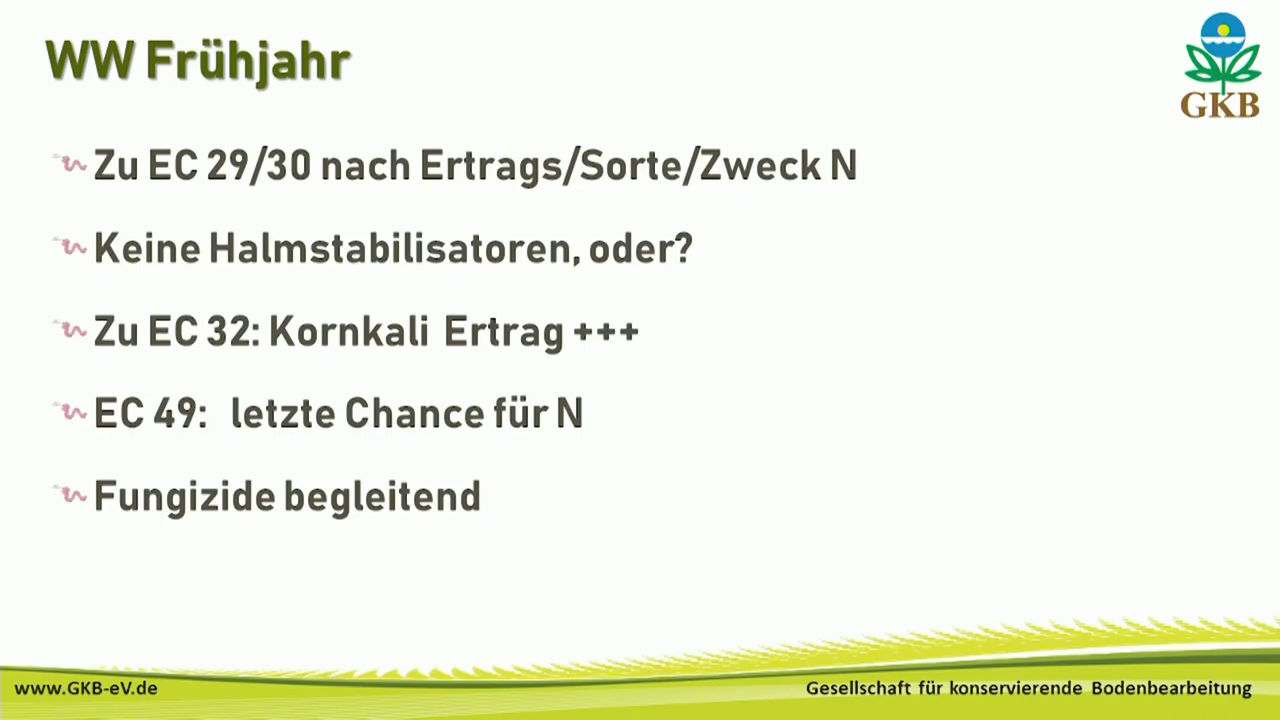 WW Frühjahr
GKB
Zu EC 29/30 nach Ertrags/Sorte/Zweck N
Keine Halmstabilisatoren, oder?
Zu EC 32: Kornkali Ertrag +++
EC 49: letzte Chance für N
Fungizide begleitend
www.GKB-eV.de
Gesellschaft für konservierende Bodenbearbeitung